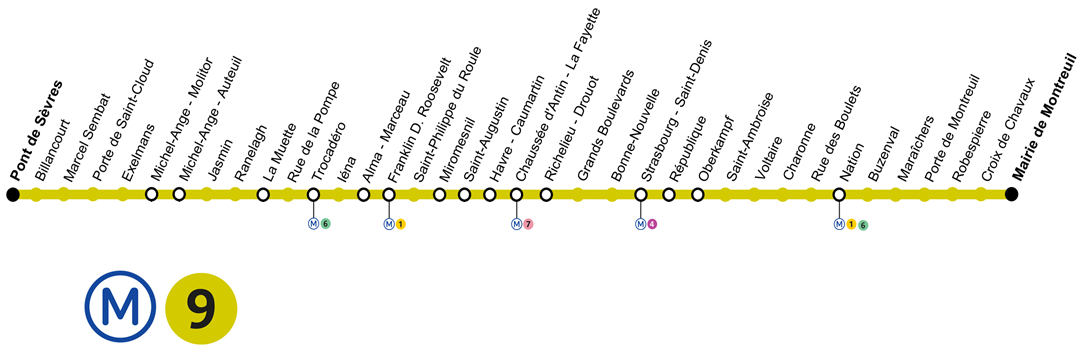 Pont de Sèvres
Billancourt
Marcel Sembat
Porte de Saint-Cloud
Exelmans
Michel-Ange - Molitor
Michel-Ange - Auteuil
Jasmin
Ranelagh
La Muette
Rue de la Pompe
Trocadéro
Iéna
Alma - Marceau
Franklin D. Roosevelt
Saint-Philippe du Roule
Miromesnil
Saint-Augustin
Havre - Caumartin
Chaussée d'Antin - La Fayette
Richelieu - Drouot
Grands Boulevards
Bonne-Nouvelle
Strasbourg - Saint-Denis
République
Oberkampf
Saint-Ambroise
Voltaire
Charonne
Rue des Boulets
Nation
Buzenval
Maraîchers
Porte de Montreuil
Robespierre
Croix de Chavaux
Mairie de Montreuil
M 6
M 1
M 7
M 4
M 1 6
M 9